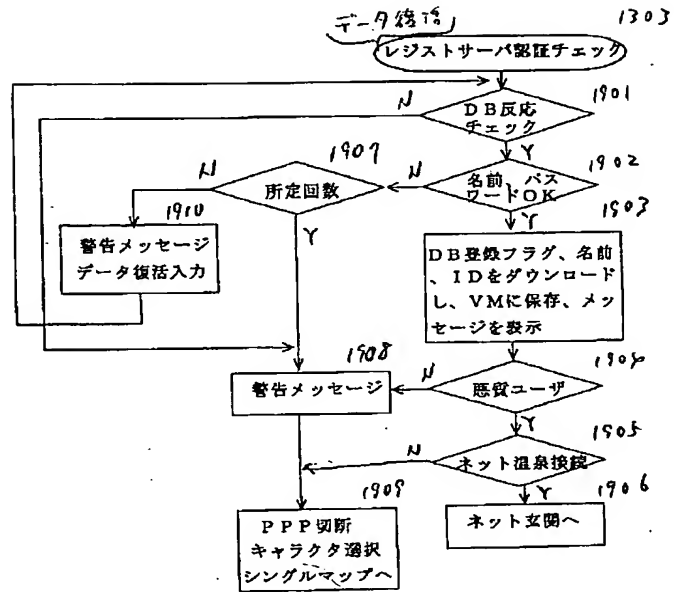 データ復活
1303
レジストサーバ認証チェック
N
1901
DB反応
チェック
Y
1907
1902
N
所定回数
N
名前、パス
ワードOK
1903
1910
Y
Y
警告メッセージ
データ復活入力
DB登録フラグ、名前
、IDをダウンロード
し、VMに保存、メッ
セージを表示
1908
1904
警告メッセージ
N
悪質ユーザ
Y
1905
N
ネット温泉接続
1909
Y
1906
PPP切断
キャラクタ選択
シングルマップへ
ネット玄関へ